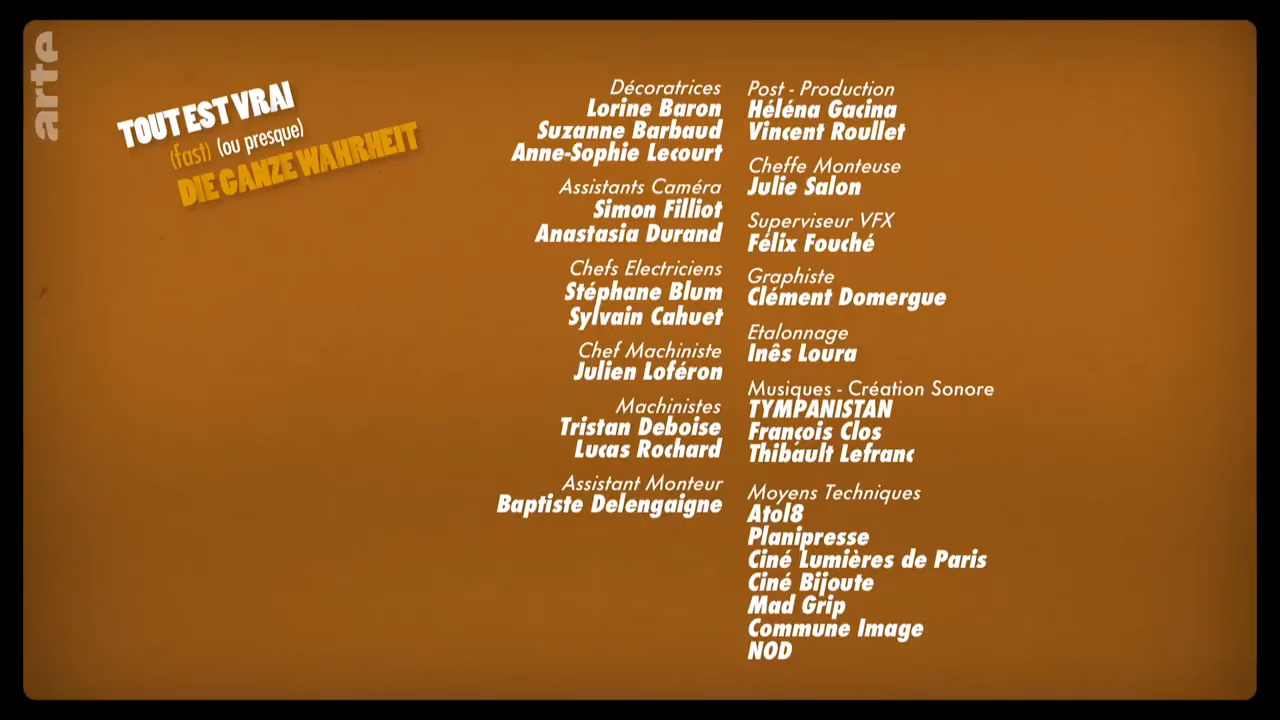 arte
TOUT EST VRAI
(fast) (ou presque)
DIE GANZE WAHRHEIT
Décoratrices
Lorine Baron
Suzanne Barbaud
Anne-Sophie Lecourt
Assistants Caméra
Simon Filliot
Anastasia Durand
Chefs Electriciens
Stéphane Blum
Sylvain Cahuet
Chef Machiniste
Julien Loféron
Machinistes
Tristan Deboise
Lucas Rochard
Assistant Monteur
Baptiste Delengaigne
Post - Production
Héléna Gacina
Vincent Roullet
Cheffe Monteuse
Julie Salon
Superviseur VFX
Félix Fouché
Graphiste
Clément Domergue
Etalonnage
Inês Loura
Musiques - Création Sonore
TYMPANISTAN
François Clos
Thibault Lefranc
Moyens Techniques
Atol8
Planipresse
Ciné Lumières de Paris
Ciné Bijoute
Mad Grip
Commune Image
NOD